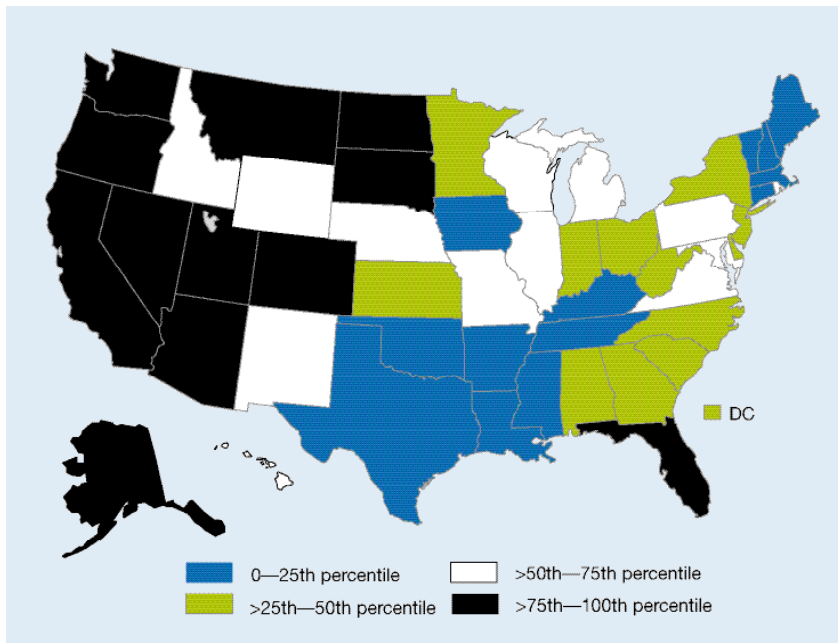 DC
0—25th percentile
>50th—75th percentile
>25th—50th percentile
>75th—100th percentile